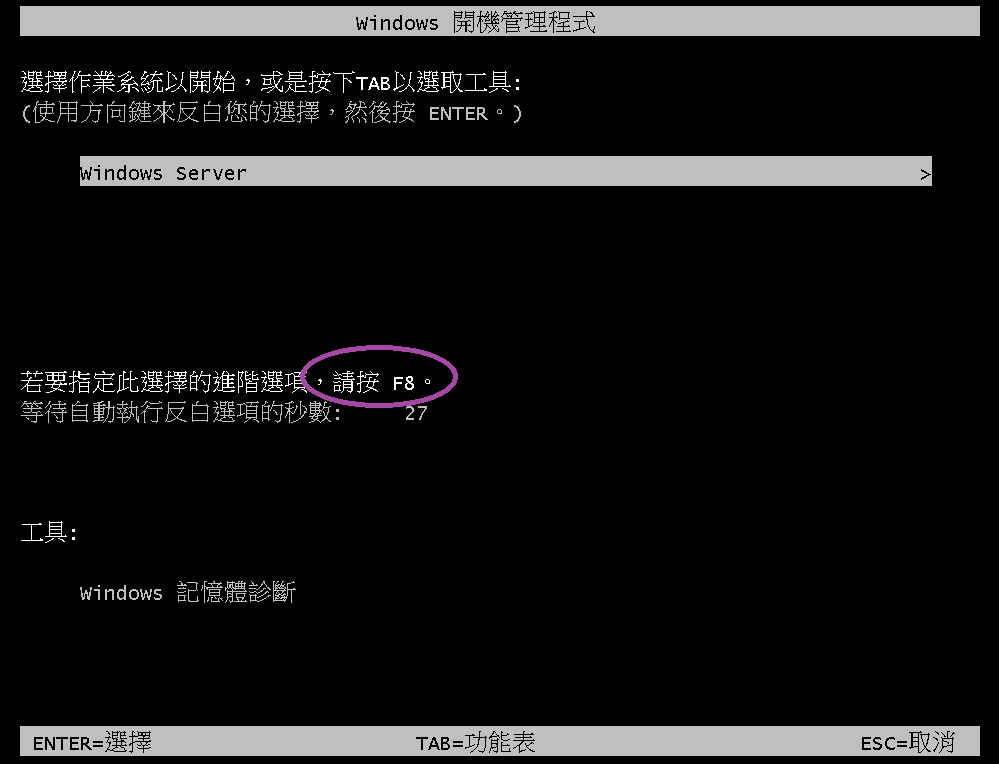 Windows 開機管理程式
選擇作業系統以開始，或是按下TAB以選取工具:
(使用方向鍵來反白您的選擇，然後按 ENTER。)
Windows Server >
若要指定此選擇的進階選項，請按 F8。
等待自動執行反白選項的秒數: 27
工具:
Windows 記憶體診斷
ENTER=選擇 TAB=功能表 ESC=取消